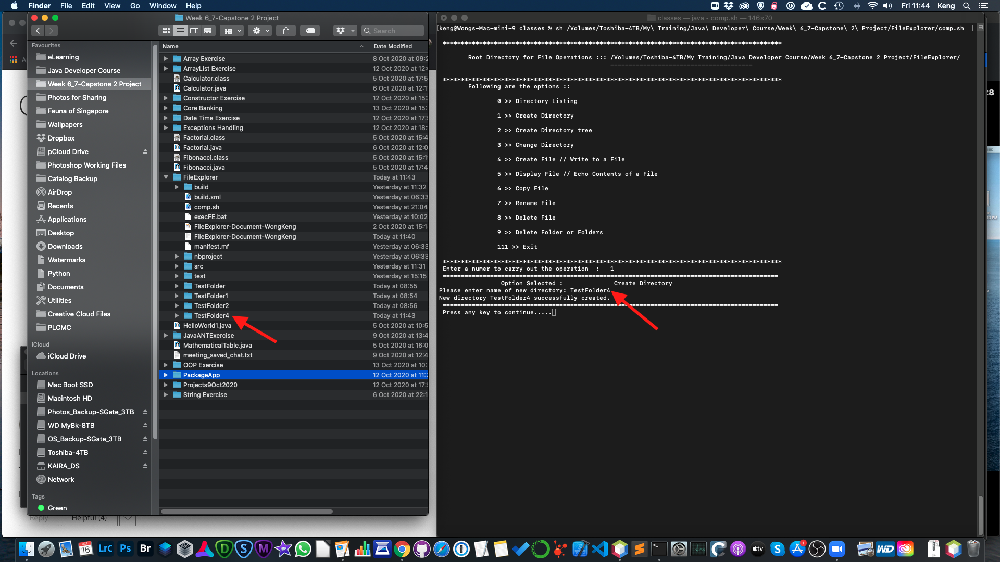 Finder File Edit View Go Window Help
Fri 11:44 Keng
Week 6_7-Capstone 2 Project
Search
Favourites
eLearning
Java Developer Course
Week 6_7-Capstone 2 Project
Photos for Sharing
Fauna of Singapore
Wallpapers
Dropbox
pCloud Drive
Photoshop Working Files
Catalog Backup
AirDrop
Recents
Applications
Desktop
Downloads
Watermarks
Python
Documents
Utilities
Creative Cloud Files
PLCMC
iCloud
iCloud Drive
Locations
Mac Boot SSD
Macintosh HD
Photos_Backup-SGate_3TB
WD MyBk-8TB
OS_Backup-SGate_3TB
Toshiba-4TB
KAIRA_DS
Network
Tags
Green
Name Date Modified
Array Exercise 8 Oct 2020 at 09:2
ArrayList Exercise 12 Oct 2020 at 12:
Calculator.class 5 Oct 2020 at 17:5
Calculator.java 6 Oct 2020 at 12:1
Constructor Exercise 12 Oct 2020 at 15:
Core Banking 13 Oct 2020 at 15:
Date Time Exercise 12 Oct 2020 at 17:
Exceptions Handling 12 Oct 2020 at 18:
Factorial.class 5 Oct 2020 at 15:4
Factorial.java 6 Oct 2020 at 12:0
Fibonacci.class 5 Oct 2020 at 15:1
Fibonacci.java 5 Oct 2020 at 17:4
FileExplorer Today at 11:43
build Yesterday at 11:32
build.xml Yesterday at 06:33
comp.sh Yesterday at 21:04
execFE.bat Yesterday at 10:02
FileExplorer-Document-WongKeng 2 Oct 2020 at 15:1
FileExplorer-Document-WongKeng Today at 11:40
manifest.mf Yesterday at 06:33
nbproject Yesterday at 06:33
src Yesterday at 11:31
test Yesterday at 15:15
TestFolder Today at 08:55
TestFolder1 Today at 08:54
TestFolder2 Today at 08:56
TestFolder4 Today at 11:43
HelloWorld1.java 5 Oct 2020 at 10:5
JavaANTExercise 9 Oct 2020 at 13:4
MathematicalTable.java 5 Oct 2020 at 16:0
meeting_saved_chat.txt 9 Oct 2020 at 12:4
OOP Exercise 13 Oct 2020 at 10:
PackageApp 12 Oct 2020 at 11:2
Projects9Oct2020 12 Oct 2020 at 17:
String Exercise 6 Oct 2020 at 22:1
Reply Helpful (4)
classes — java • comp.sh — 146×70
[keng@Wongs-Mac-mini-9 classes % sh /Volumes/Toshiba-4TB/My\ Training/Java\ Developer\ Course/Week\ 6_7-Capstone\ 2\ Project/FileExplorer/comp.sh ]
*********************************************************************************************
Root Directory for File Operations ::: /Volumes/Toshiba-4TB/My Training/Java Developer Course/Week 6_7-Capstone 2 Project/FileExplorer/
---------------------------------------
*********************************************************************************************
Following are the options ::
0 >> Directory Listing
1 >> Create Directory
2 >> Create Directory tree
3 >> Change Directory
4 >> Create File // Write to a File
5 >> Display File // Echo Contents of a File
6 >> Copy File
7 >> Rename File
8 >> Delete File
9 >> Delete Folder or Folders
111 >> Exit
*********************************************************************************************
Enter a numer to carry out the operation : 1
============================================================================================
Option Selected : Create Directory
Please enter name of new directory: TestFolder4
New directory TestFolder4 successfully created.
============================================================================================
Press any key to continue.....
28
OCT
16
LrC
Ps
Br
tv
WD